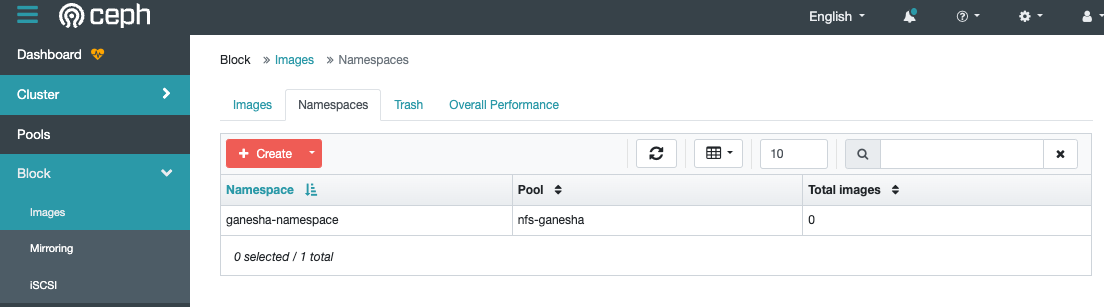 ceph
English
Dashboard
Cluster
Pools
Block
Images
Mirroring
iSCSI
Block » Images » Namespaces
Images Namespaces Trash Overall Performance
+ Create 10
Namespace Pool Total images
ganesha-namespace nfs-ganesha 0
0 selected / 1 total